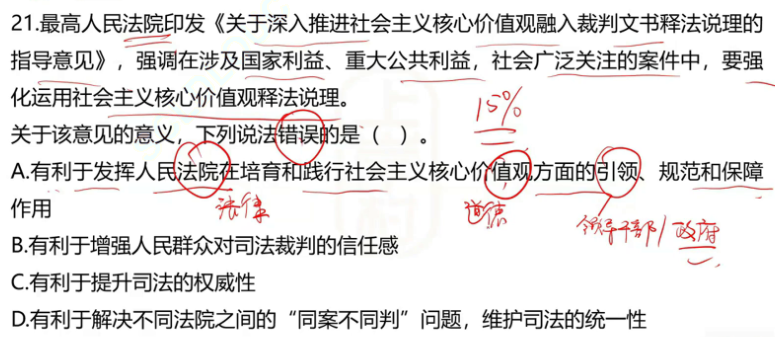 21.最高人民法院印发《关于深入推进社会主义核心价值观融入裁判文书释法说理的
指导意见》，强调在涉及国家利益、重大公共利益，社会广泛关注的案件中，要强
化运用社会主义核心价值观释法说理。
15%
关于该意见的意义，下列说法错误的是（ ）。
A.有利于发挥人民法院在培育和践行社会主义核心价值观方面的引领、规范和保障
作用
法律
道德
领导干部/政府
B.有利于增强人民群众对司法裁判的信任感
C.有利于提升司法的权威性
D.有利于解决不同法院之间的“同案不同判”问题，维护司法的统一性